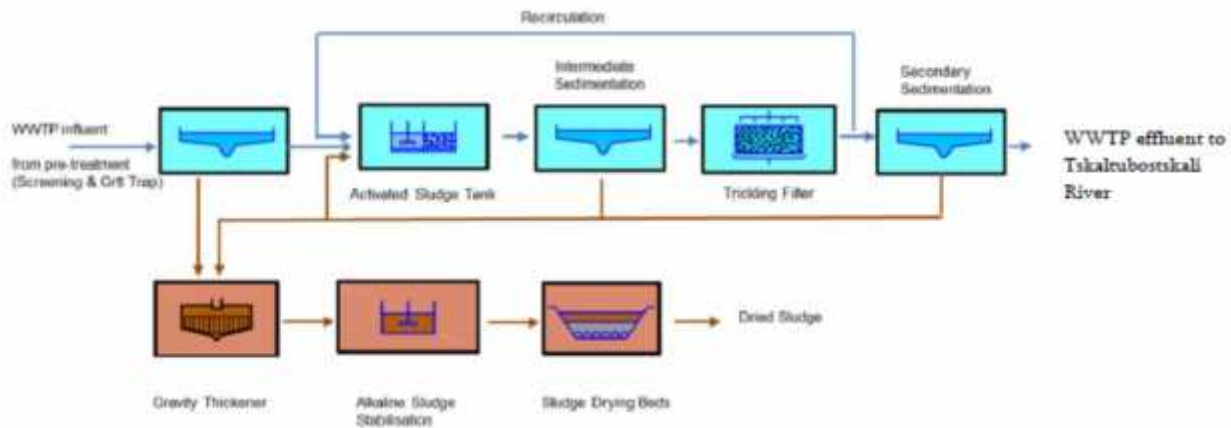 Recirculation
Intermediate
Sedimentation
Secondary
Sedimentation
WWTP influent
from pre-treatment
(Screening & Grit Trap)
WWTP effluent to
Tskaltubostskali
River
Activated Sludge Tank
Trickling Filter
Dried Sludge
Gravity Thickener
Alkaline Sludge
Stabilisation
Sludge Drying Beds